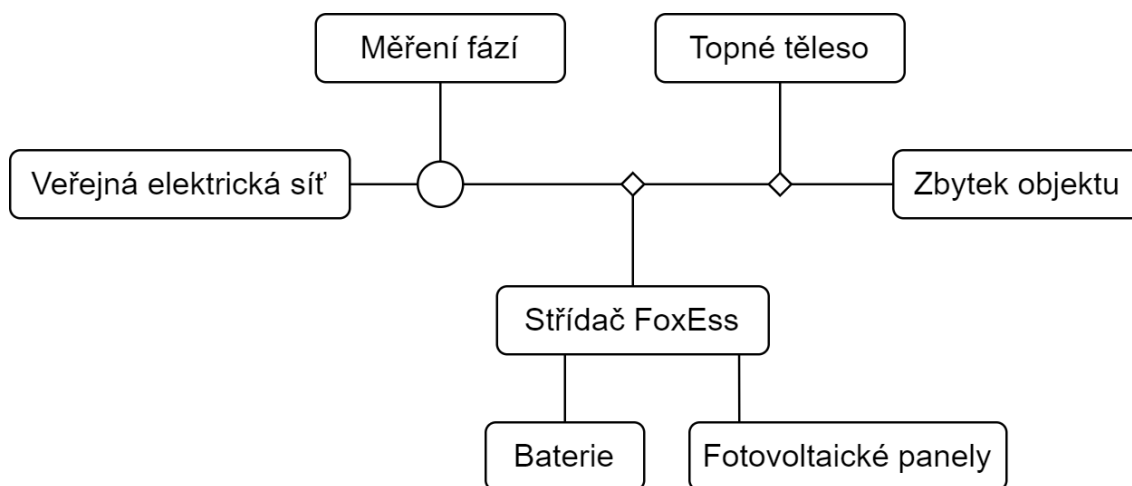 Měření fází
Topné těleso
Veřejná elektrická síť
Zbytek objektu
Střídač FoxEss
Baterie
Fotovoltaické panely